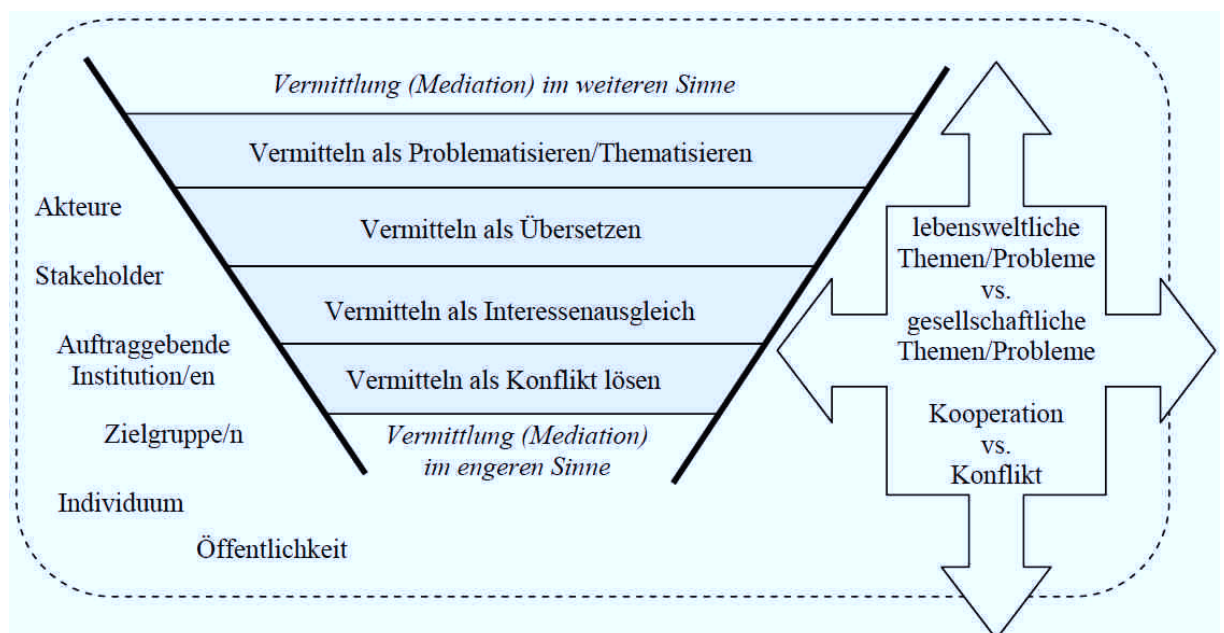 Vermittlung (Mediation) im weiteren Sinne
Vermitteln als Problematisieren/Thematisieren
Vermitteln als Übersetzen
Vermitteln als Interessenausgleich
Vermitteln als Konflikt lösen
Vermittlung (Mediation)
im engeren Sinne
Akteure
Stakeholder
Auftraggebende
Institution/en
Zielgruppe/n
Individuum
Öffentlichkeit
lebensweltliche
Themen/Probleme
vs.
gesellschaftliche
Themen/Probleme
Kooperation
vs.
Konflikt